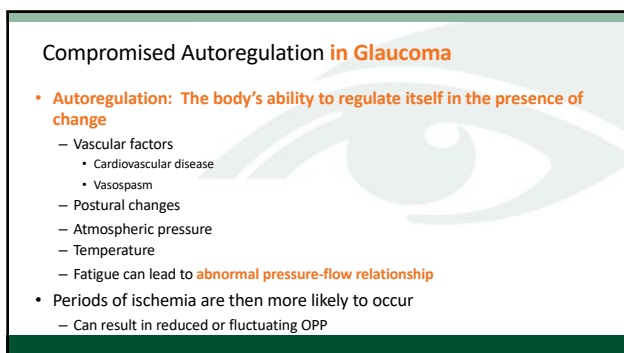 Compromised Autoregulation in Glaucoma
• Autoregulation: The body's ability to regulate itself in the presence of
change
– Vascular factors
• Cardiovascular disease
• Vasospasm
– Postural changes
– Atmospheric pressure
– Temperature
– Fatigue can lead to abnormal pressure-flow relationship
• Periods of ischemia are then more likely to occur
– Can result in reduced or fluctuating OPP